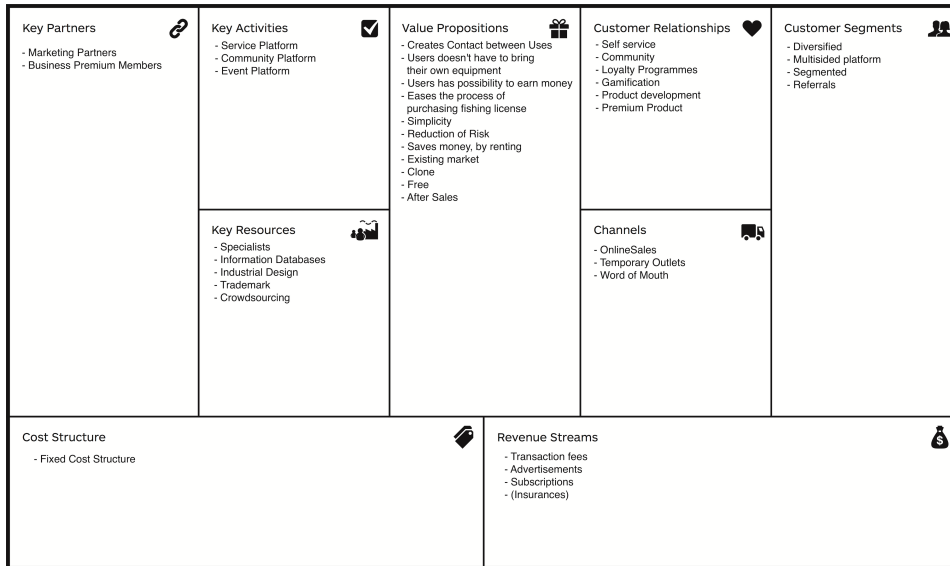 Key Partners
- Marketing Partners
- Business Premium Members
Key Activities
- Service Platform
- Community Platform
- Event Platform
Key Resources
- Specialists
- Information Databases
- Industrial Design
- Trademark
- Crowdsourcing
Value Propositions
- Creates Contact between Uses
- Users doesn't have to bring
their own equipment
- Users has possibility to earn money
- Eases the process of
purchasing fishing license
- Simplicity
- Reduction of Risk
- Saves money, by renting
- Existing market
- Clone
- Free
- After Sales
Customer Relationships
- Self service
- Community
- Loyalty Programmes
- Gamification
- Product development
- Premium Product
Channels
- OnlineSales
- Temporary Outlets
- Word of Mouth
Customer Segments
- Diversified
- Multisided platform
- Segmented
- Referrals
Cost Structure
- Fixed Cost Structure
Revenue Streams
- Transaction fees
- Advertisements
- Subscriptions
- (Insurances)
$